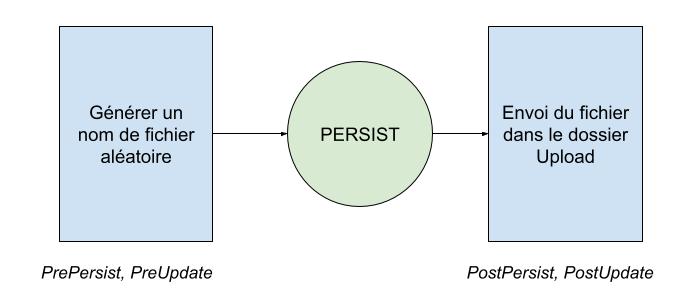 Générer un
nom de fichier
aléatoire
PERSIST
Envoi du fichier
dans le dossier
Upload
PrePersist, PreUpdate
PostPersist, PostUpdate